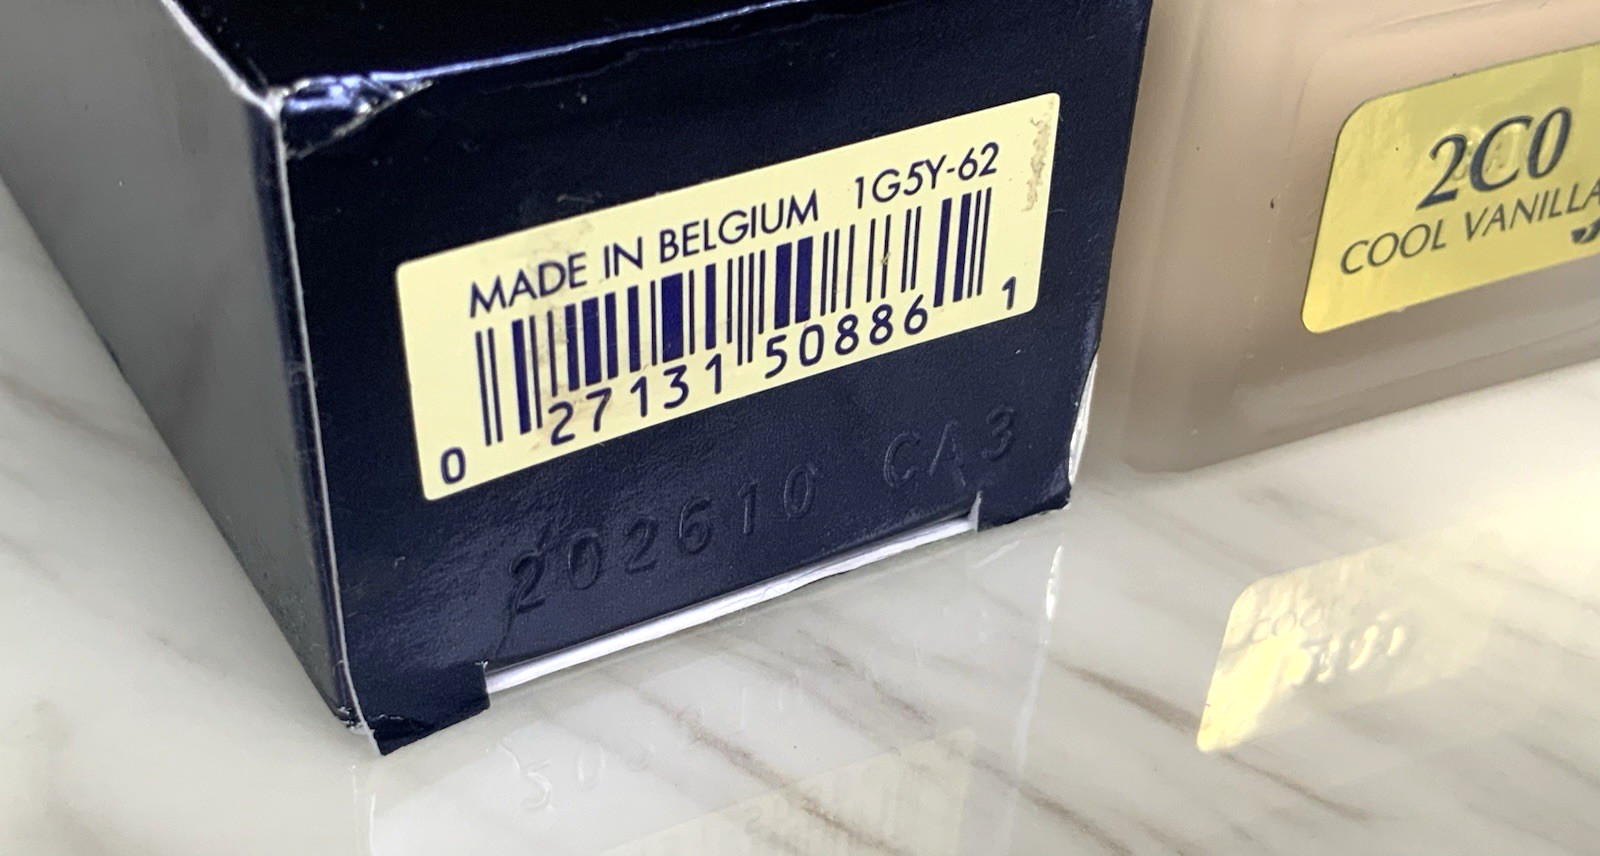 MADE IN BELGIUM 1G5Y-62
0 27131 50886 1
202610 CA3
2C0
COOL VANILLA